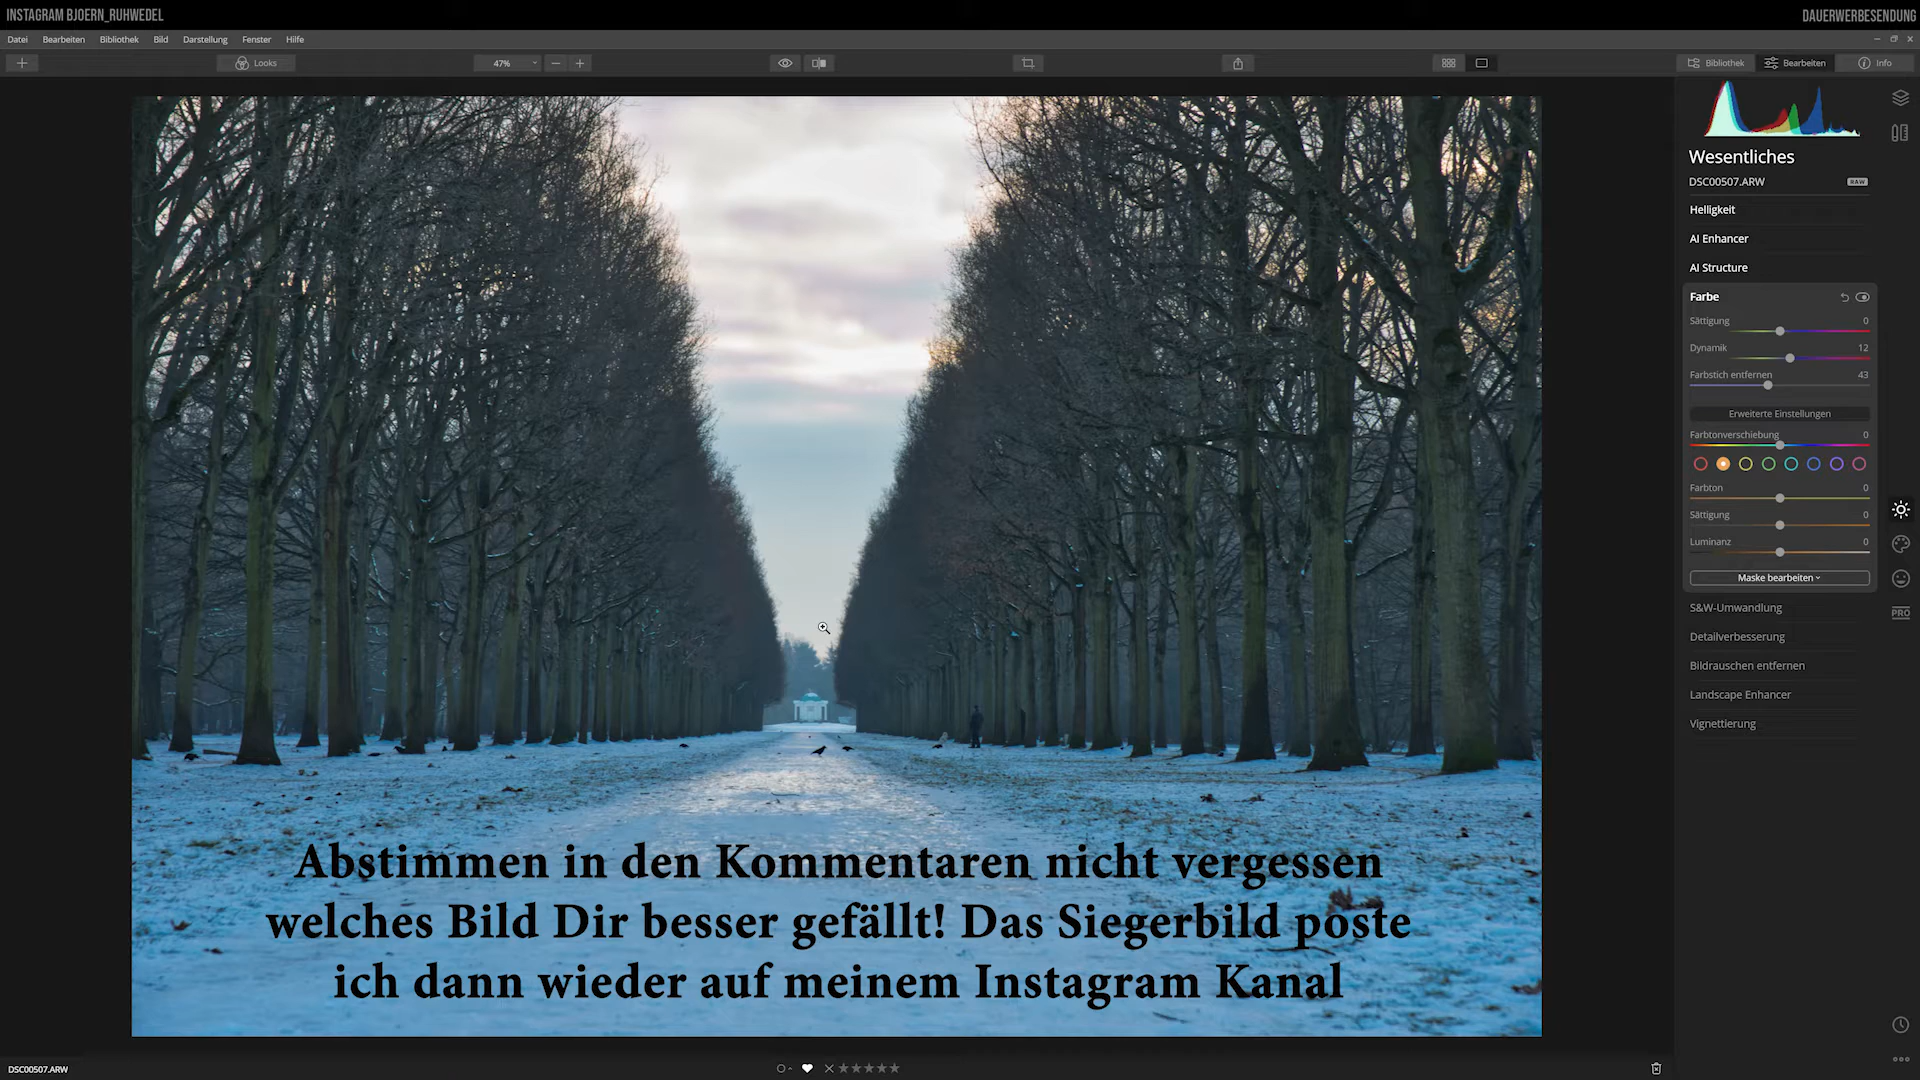 INSTAGRAM BJOERN_RUHWEDEL
DAUERWERBESENDUNG
Datei Bearbeiten Bibliothek Bild Darstellung Fenster Hilfe
Looks
47%
Bibliothek
Bearbeiten
Info
Wesentliches
DSC00507.ARW RAW
Helligkeit
AI Enhancer
AI Structure
Farbe
Sättigung 0
Dynamik 12
Farbstich entfernen 43
Erweiterte Einstellungen
Farbtonverschiebung 0
Farbton 0
Sättigung 0
Luminanz 0
Maske bearbeiten
S&W-Umwandlung
Detailverbesserung
Bildrauschen entfernen
Landscape Enhancer
Vignettierung
PRO
Abstimmen in den Kommentaren nicht vergessen
welches Bild Dir besser gefällt! Das Siegerbild poste
ich dann wieder auf meinem Instagram Kanal
DSC00507.ARW